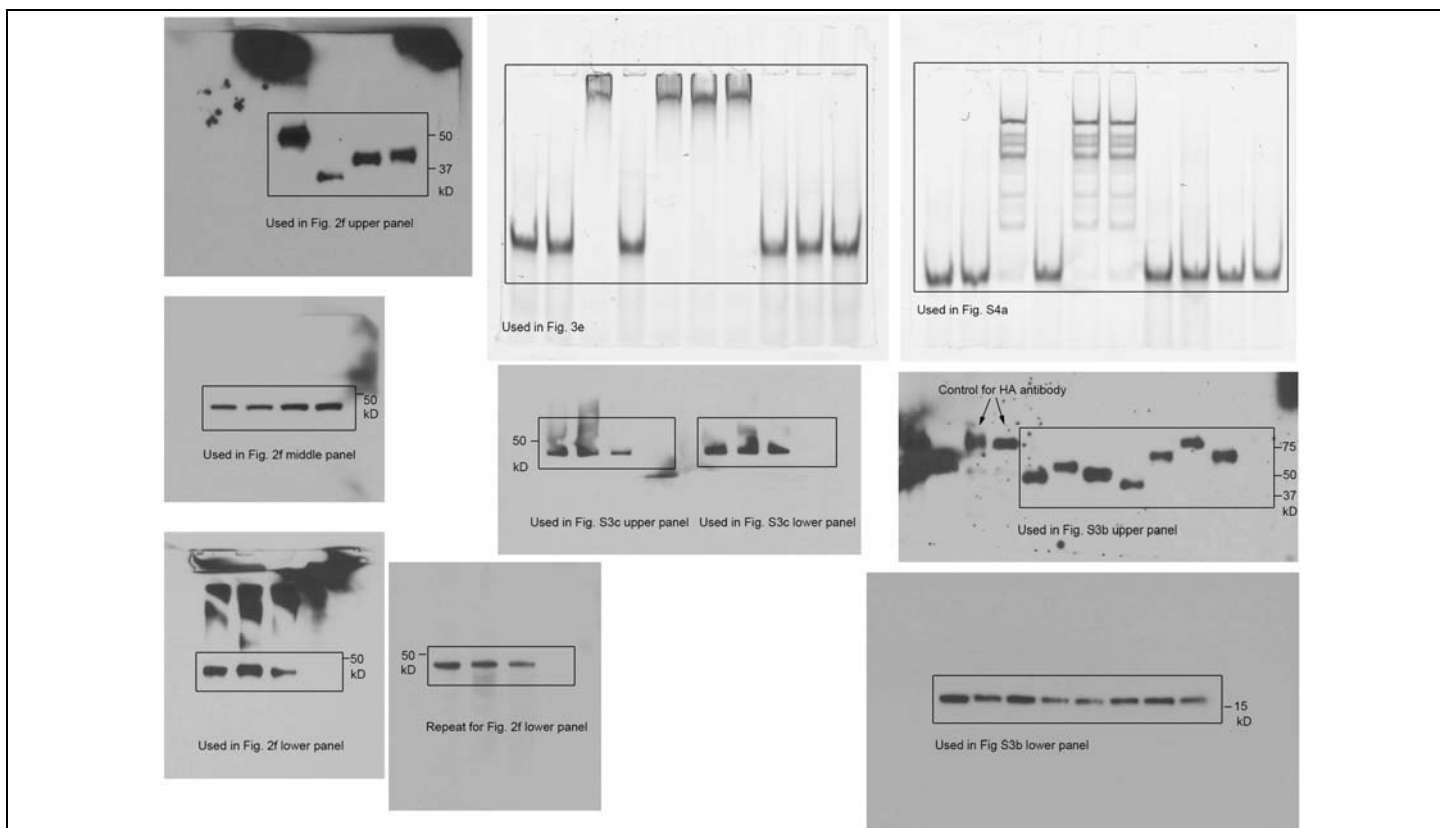 50
37
kD
Used in Fig. 2f upper panel
Used in Fig. 3e
Used in Fig. S4a
50
kD
Used in Fig. 2f middle panel
50
kD
Used in Fig. S3c upper panel
Used in Fig. S3c lower panel
Control for HA antibody
75
50
37
kD
Used in Fig. S3b upper panel
50
kD
Used in Fig. 2f lower panel
50
kD
Repeat for Fig. 2f lower panel
15
kD
Used in Fig S3b lower panel